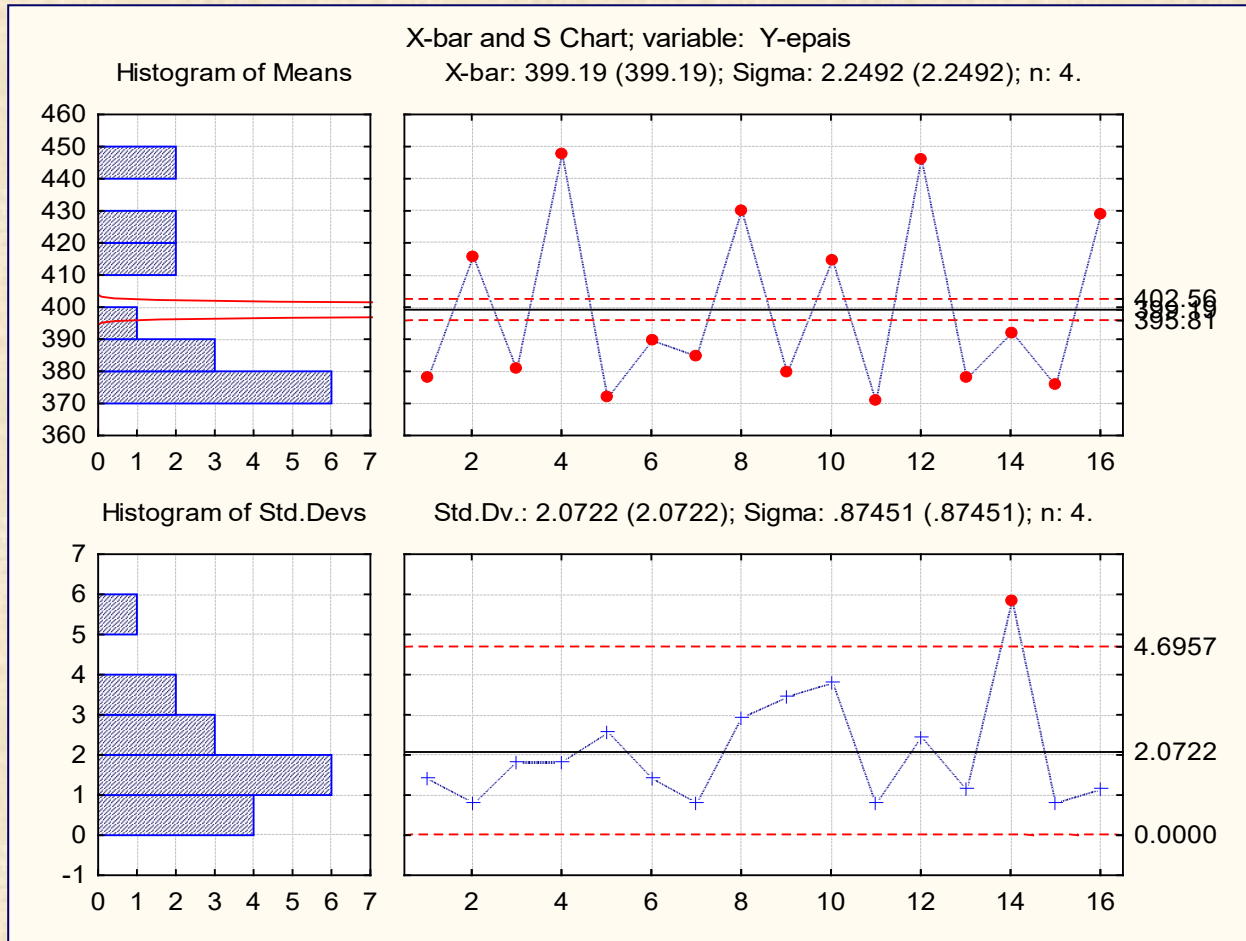 X-bar and S Chart; variable: Y-epais
Histogram of Means
X-bar: 399.19 (399.19); Sigma: 2.2492 (2.2492); n: 4.
460
450
440
430
420
410
400
390
380
370
360
0 1 2 3 4 5 6 7
2 4 6 8 10 12 14 16
402.56
399.19
395.81
Histogram of Std.Devs
Std.Dv.: 2.0722 (2.0722); Sigma: .87451 (.87451); n: 4.
7
6
5
4
3
2
1
0
-1
0 1 2 3 4 5 6 7
2 4 6 8 10 12 14 16
4.6957
2.0722
0.0000